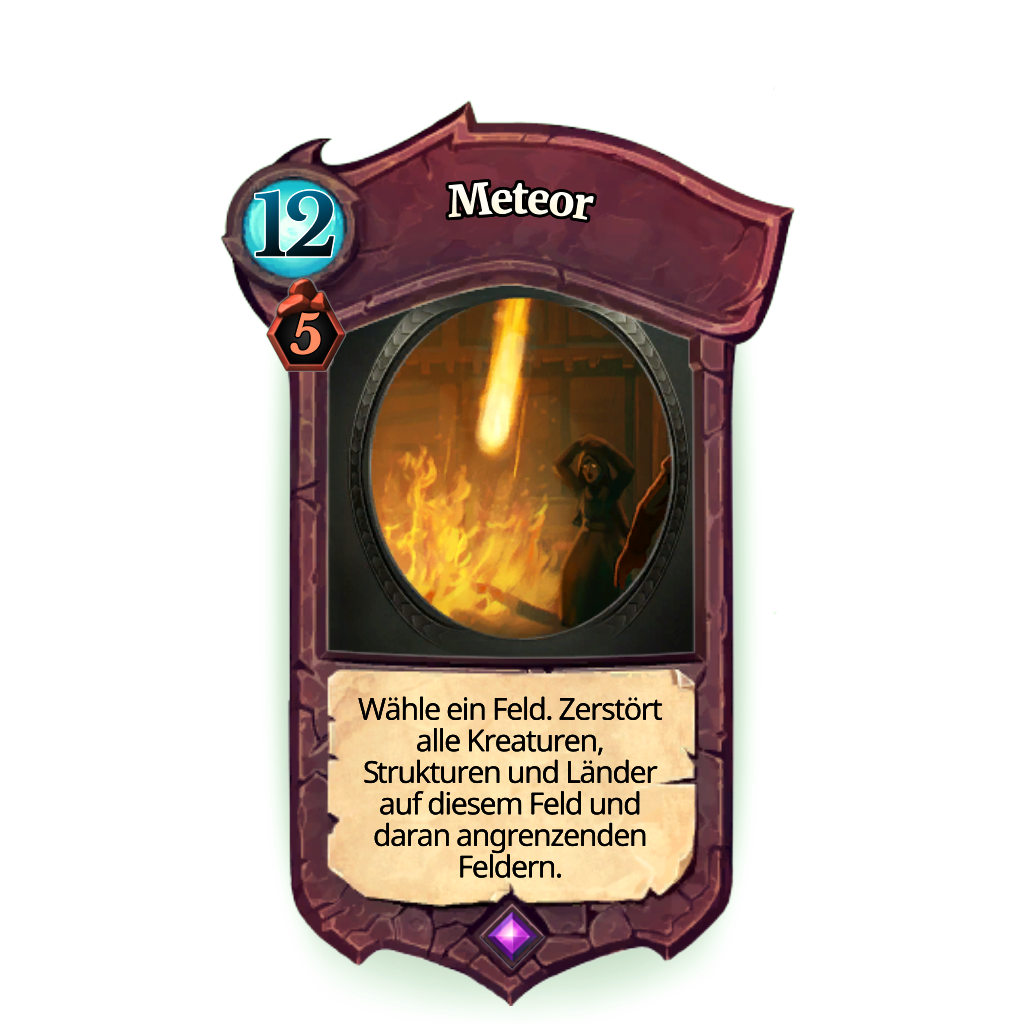 Meteor
12
5
Wähle ein Feld. Zerstört
alle Kreaturen,
Strukturen und Länder
auf diesem Feld und
daran angrenzenden
Feldern.